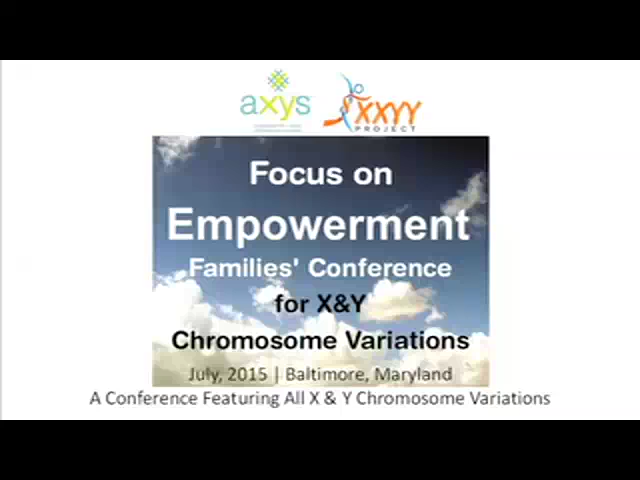 axys
XXYY
PROJECT
Focus on
Empowerment
Families' Conference
for X&Y
Chromosome Variations
July, 2015 | Baltimore, Maryland
A Conference Featuring All X & Y Chromosome Variations